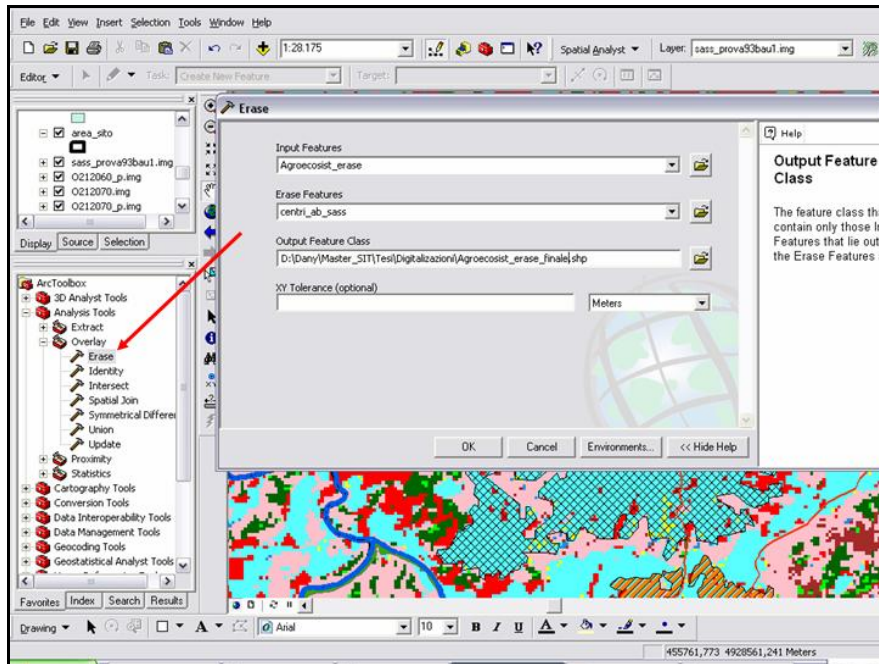 File Edit View Insert Selection Tools Window Help
1:28.175
Spatial Analyst
Layer: sass_prova93bau1.img
Editor Task: Create New Feature Target:
Erase
area_sito
sass_prova93bau1.img
O212060_p.img
O212070.img
O212070_p.img
Display Source Selection
ArcToolbox
3D Analyst Tools
Analysis Tools
Extract
Overlay
Erase
Identity
Intersect
Spatial Join
Symmetrical Differer
Union
Update
Proximity
Statistics
Cartography Tools
Conversion Tools
Data Interoperability Tools
Data Management Tools
Geocoding Tools
Geostatistical Analyst Tools
Favorites Index Search Results
Input Features
Agroecosist_erase
Erase Features
centri_ab_sass
Output Feature Class
D:\Dany\Master_SIT\Tesi\Digitalizazioni\Agroecosist_erase_finale.shp
XY Tolerance (optional)
Meters
OK Cancel Environments... << Hide Help
Help
Output Feature
Class
The feature class tha
contain only those I
Features that lie out
the Erase Features
Drawing A Arial 10 B I U A
455761,773 4928561,241 Meters